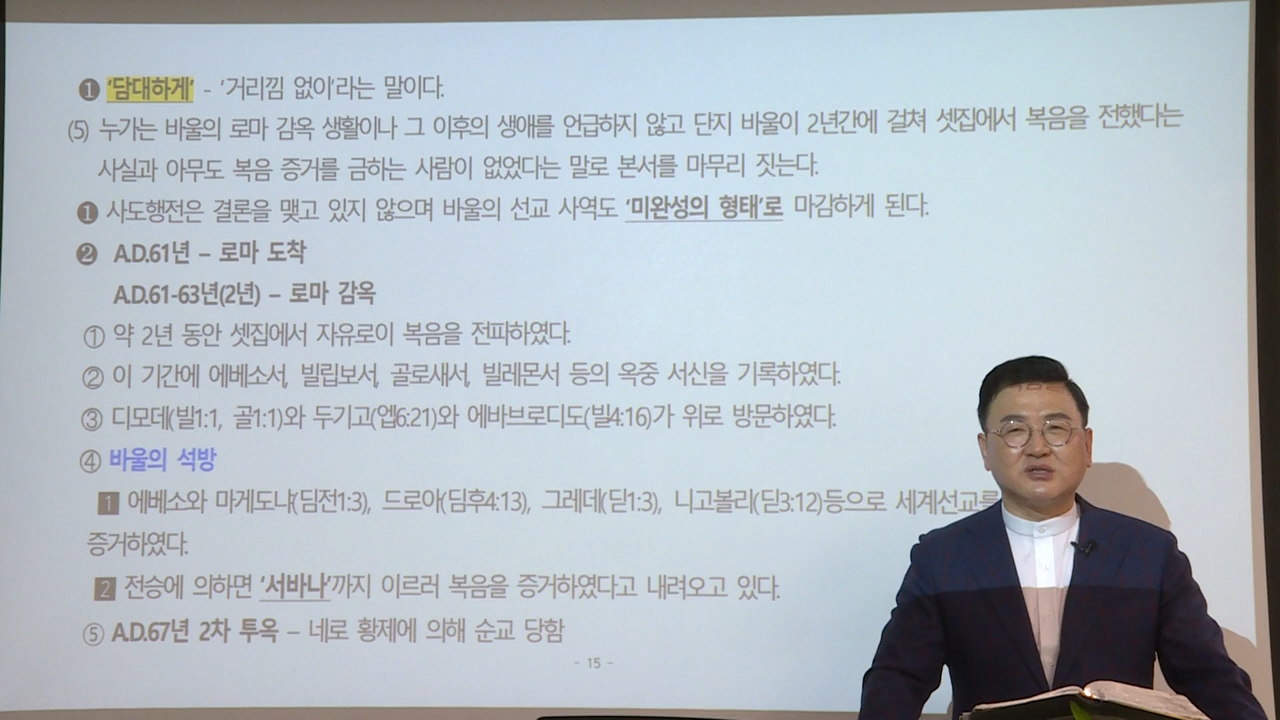 ❶ '담대하게' - '거리낌 없이'라는 말이다.
(5) 누가는 바울의 로마 감옥 생활이나 그 이후의 생애를 언급하지 않고 단지 바울이 2년간에 걸쳐 셋집에서 복음을 전했다는
사실과 아무도 복음 증거를 금하는 사람이 없었다는 말로 본서를 마무리 짓는다.
❶ 사도행전은 결론을 맺고 있지 않으며 바울의 선교 사역도 '미완성의 형태'로 마감하게 된다.
❷ A.D.61년 – 로마 도착
A.D.61-63년(2년) – 로마 감옥
① 약 2년 동안 셋집에서 자유로이 복음을 전파하였다.
② 이 기간에 에베소서, 빌립보서, 골로새서, 빌레몬서 등의 옥중 서신을 기록하였다.
③ 디모데(빌1:1, 골1:1)와 두기고(엡6:21)와 에바브로디도(빌4:16)가 위로 방문하였다.
④ 바울의 석방
1 에베소와 마게도냐(딤전1:3), 드로아(딤후4:13), 그레데(딛1:3), 니고볼리(딛3:12)등으로 세계선교를
증거하였다.
2 전승에 의하면 '서바나'까지 이르러 복음을 증거하였다고 내려오고 있다.
⑤ A.D.67년 2차 투옥 – 네로 황제에 의해 순교 당함
- 15 -